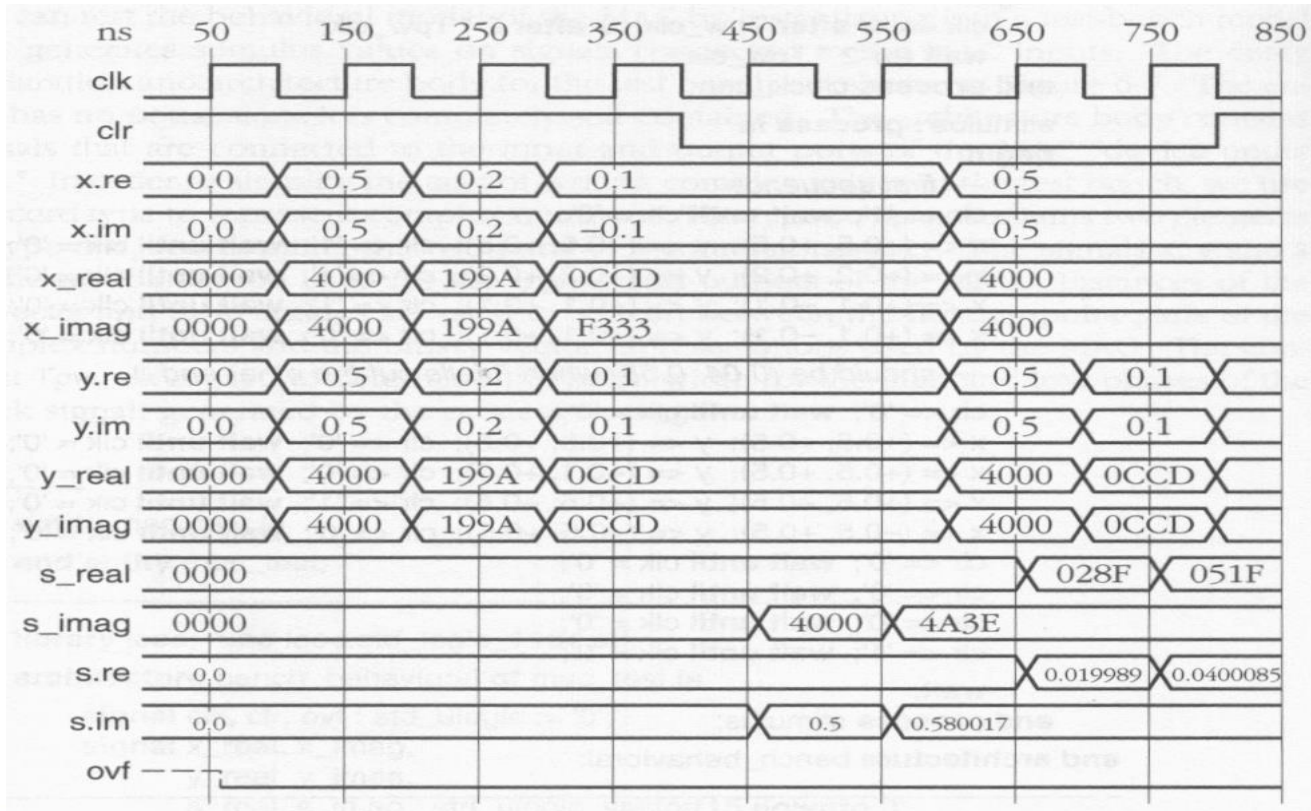 ns 50 150 250 350 450 550 650 750 850
clk
clr
x.re 0.0 0.5 0.2 0.1 0.5
x.im 0.0 0.5 0.2 –0.1 0.5
x_real 0000 4000 199A 0CCD 4000
x_imag 0000 4000 199A F333 4000
y.re 0.0 0.5 0.2 0.1 0.5 0.1
y.im 0.0 0.5 0.2 0.1 0.5 0.1
y_real 0000 4000 199A 0CCD 4000 0CCD
y_imag 0000 4000 199A 0CCD 4000 0CCD
s_real 0000 028F 051F
s_imag 0000 4000 4A3E
s.re 0.0 0.019989 0.0400085
s.im 0.0 0.5 0.580017
ovf